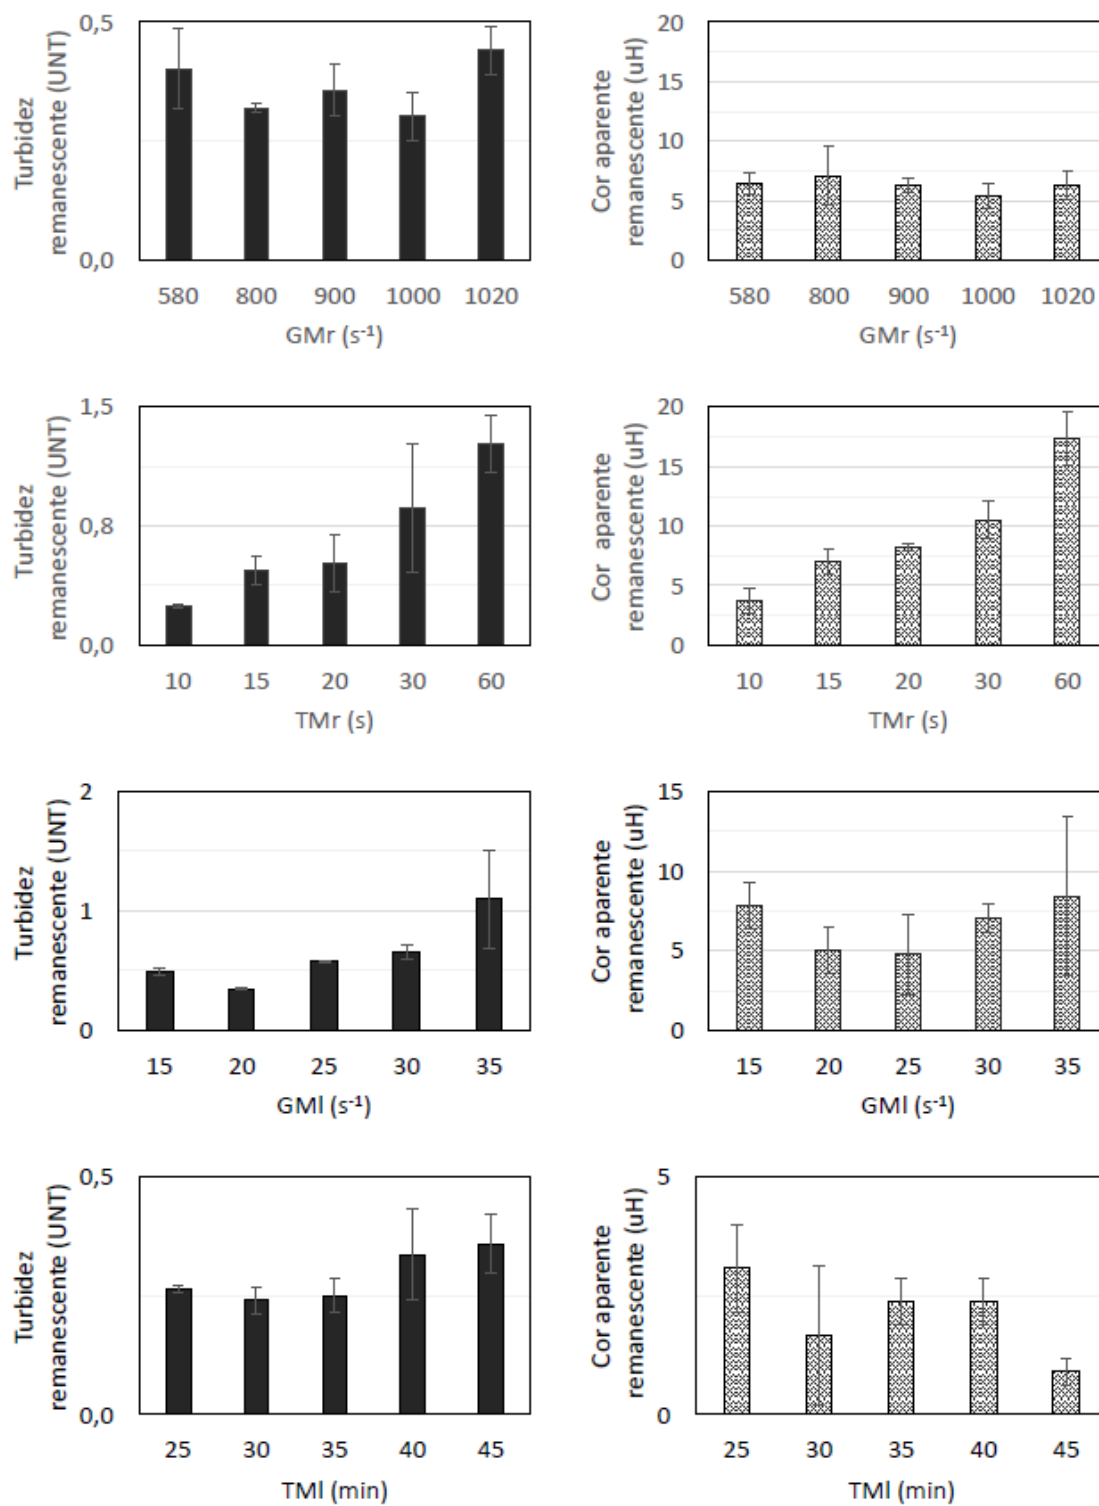 Turbidez
remanescente (UNT)
0,5
0,0
580 800 900 1000 1020
GMr (s⁻¹)
Cor aparente
remanescente (uH)
20
15
10
5
0
580 800 900 1000 1020
GMr (s⁻¹)
Turbidez
remanescente (UNT)
1,5
0,8
0,0
10 15 20 30 60
TMr (s)
Cor aparente
remanescente (uH)
20
15
10
5
0
10 15 20 30 60
TMr (s)
Turbidez
remanescente (UNT)
2
1
0
15 20 25 30 35
GMl (s⁻¹)
Cor aparente
remanescente (uH)
15
10
5
0
15 20 25 30 35
GMl (s⁻¹)
Turbidez
remanescente (UNT)
0,5
0,0
25 30 35 40 45
TMl (min)
Cor aparente
remanescente (uH)
5
0
25 30 35 40 45
TMl (min)